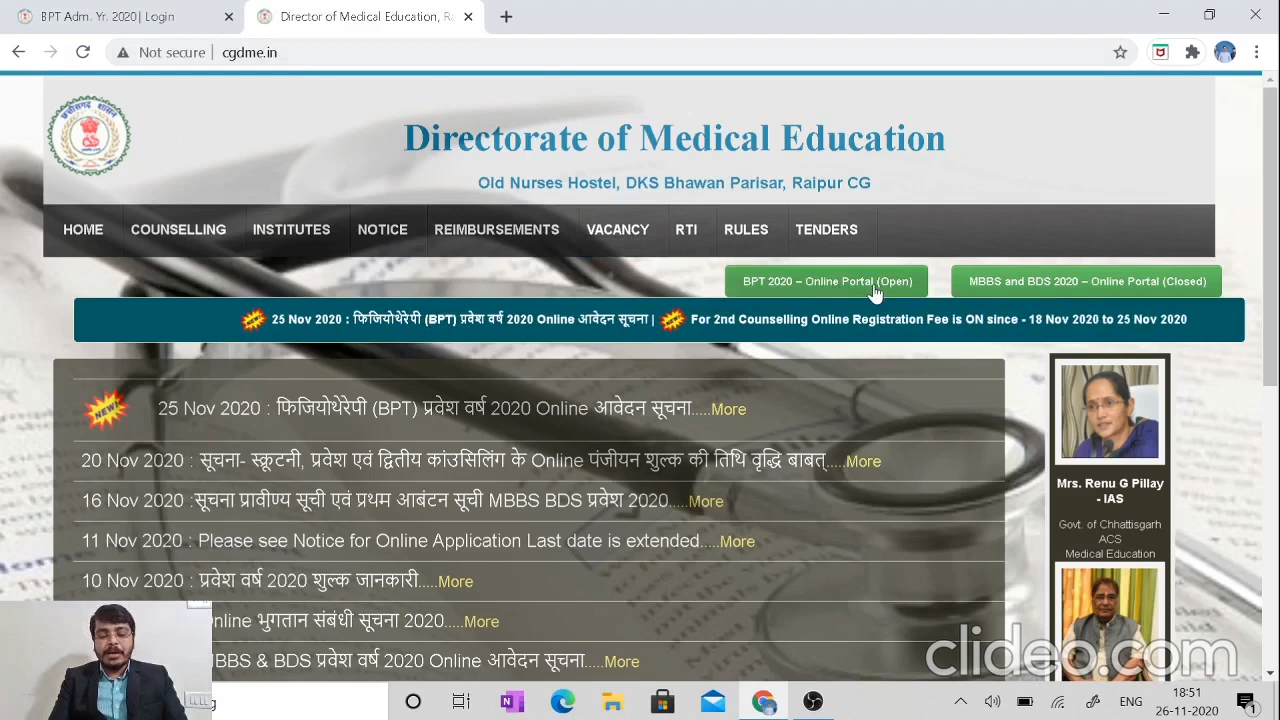 BPT Adm. Yr. 2020| Login
Director of Medical Education, R
Not secure | cgdme.in
छत्तीसगढ़ शासन
Directorate of Medical Education
Old Nurses Hostel, DKS Bhawan Parisar, Raipur CG
HOME COUNSELLING INSTITUTES NOTICE REIMBURSEMENTS VACANCY RTI RULES TENDERS
BPT 2020 – Online Portal (Open)
MBBS and BDS 2020 – Online Portal (Closed)
25 Nov 2020 : फिजियोथेरेपी (BPT) प्रवेश वर्ष 2020 Online आवेदन सूचना | For 2nd Counselling Online Registration Fee is ON since - 18 Nov 2020 to 25 Nov 2020
NEW 25 Nov 2020 : फिजियोथेरेपी (BPT) प्रवेश वर्ष 2020 Online आवेदन सूचना.....More
20 Nov 2020 : सूचना- स्क्रूटनी, प्रवेश एवं द्वितीय कांउसिलिंग के Online पंजीयन शुल्क की तिथि वृद्धि बाबत्.....More
16 Nov 2020 :सूचना प्रावीण्य सूची एवं प्रथम आबंटन सूची MBBS BDS प्रवेश 2020.....More
11 Nov 2020 : Please see Notice for Online Application Last date is extended.....More
10 Nov 2020 : प्रवेश वर्ष 2020 शुल्क जानकारी.....More
Online भुगतान संबंधी सूचना 2020.....More
MBBS & BDS प्रवेश वर्ष 2020 Online आवेदन सूचना.....More
Mrs. Renu G Pillay
- IAS
Govt. of Chhattisgarh
ACS
Medical Education
clideo.com
ENG
18:51
26-11-2020
1